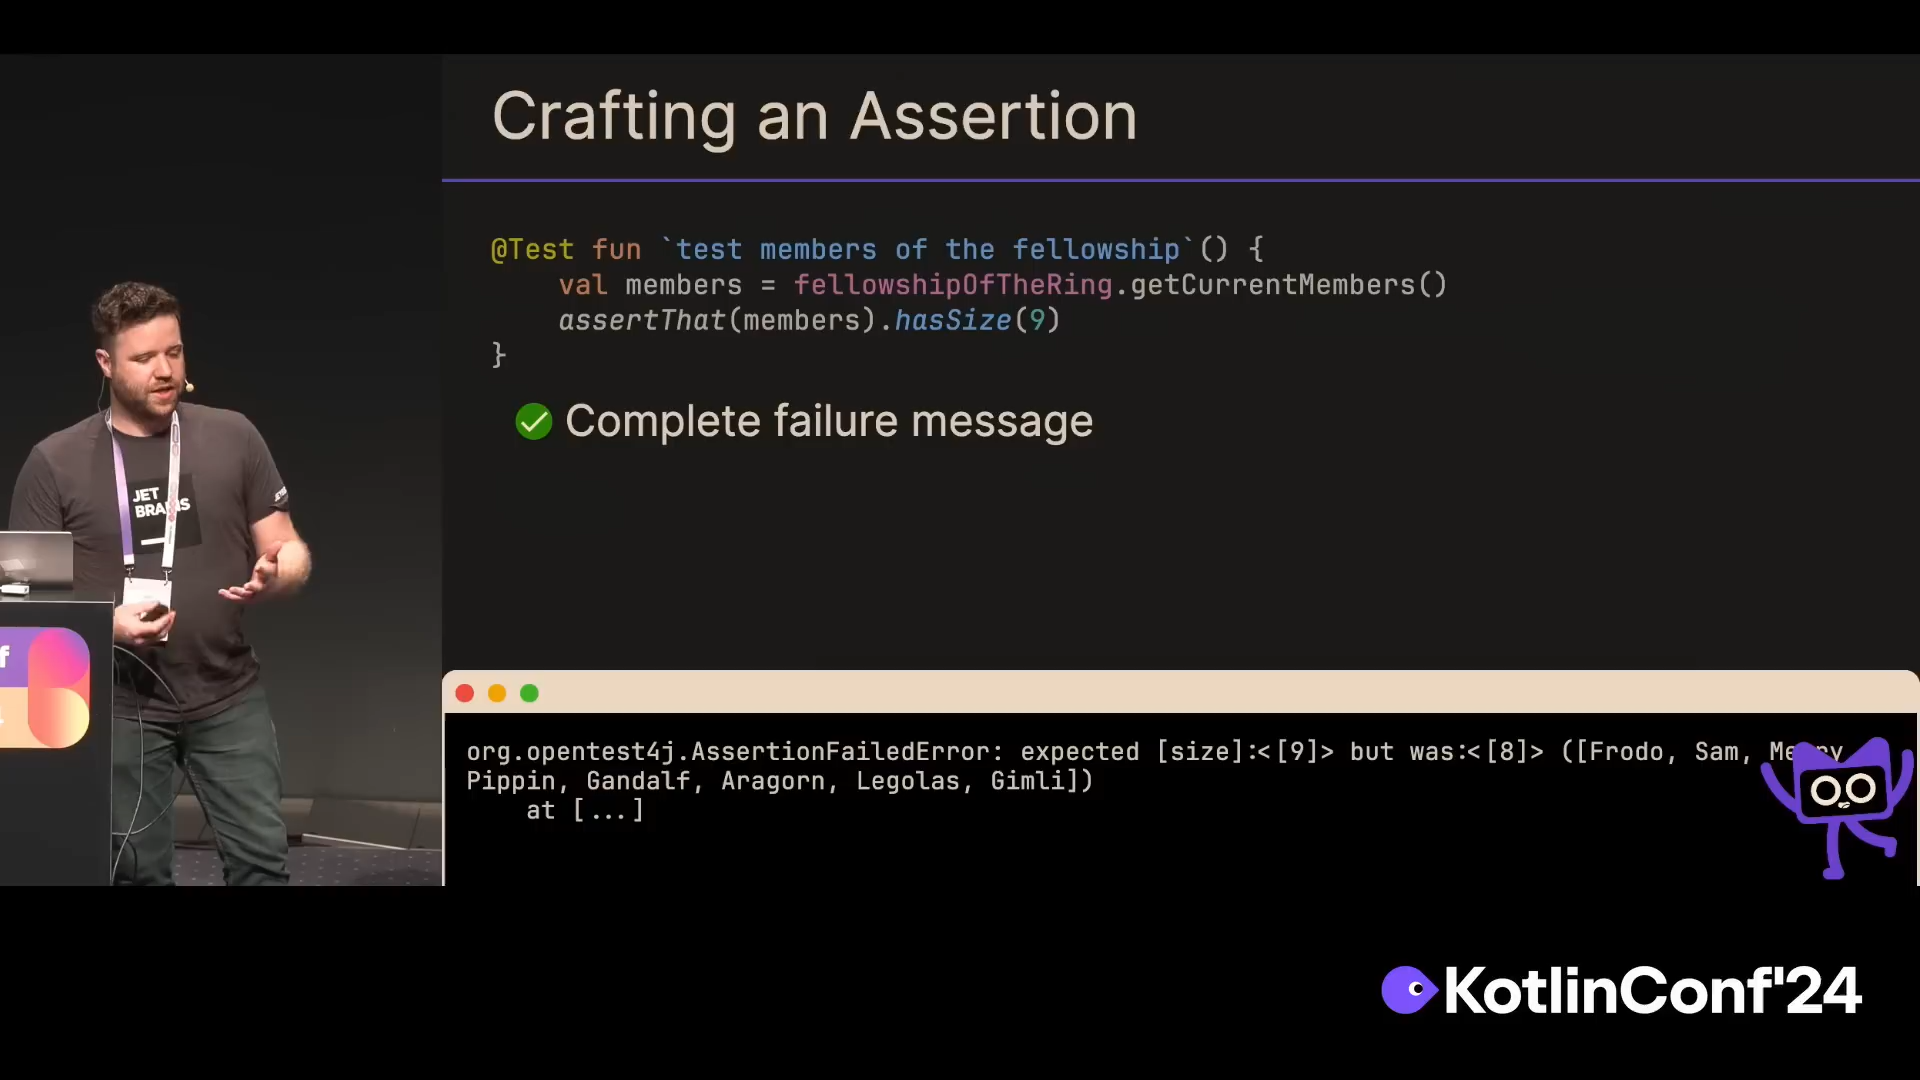 Crafting an Assertion
@Test fun `test members of the fellowship`() {
val members = fellowshipOfTheRing.getCurrentMembers()
assertThat(members).hasSize(9)
}
Complete failure message
JET
BRAINS
f
org.opentest4j.AssertionFailedError: expected [size]:<[9]> but was:<[8]> ([Frodo, Sam, Merry
Pippin, Gandalf, Aragorn, Legolas, Gimli])
at [...]
KotlinConf'24